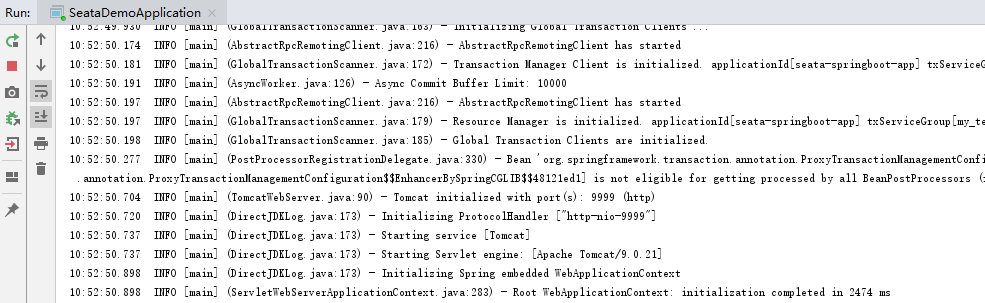 Run: SeataDemoApplication ×
10:52:49.930 INFO [main] (GlobalTransactionScanner.java:163) - Initializing Global Transaction Clients ...
10:52:50.174 INFO [main] (AbstractRpcRemotingClient.java:216) - AbstractRpcRemotingClient has started
10:52:50.181 INFO [main] (GlobalTransactionScanner.java:172) - Transaction Manager Client is initialized. applicationId[seata-springboot-app] txServiceG
10:52:50.191 INFO [main] (AsyncWorker.java:126) - Async Commit Buffer Limit: 10000
10:52:50.197 INFO [main] (AbstractRpcRemotingClient.java:216) - AbstractRpcRemotingClient has started
10:52:50.197 INFO [main] (GlobalTransactionScanner.java:179) - Resource Manager is initialized. applicationId[seata-springboot-app] txServiceGroup[my_te
10:52:50.198 INFO [main] (GlobalTransactionScanner.java:185) - Global Transaction Clients are initialized.
10:52:50.277 INFO [main] (PostProcessorRegistrationDelegate.java:330) - Bean 'org.springframework.transaction.annotation.ProxyTransactionManagementConfi
.annotation.ProxyTransactionManagementConfiguration$$EnhancerBySpringCGLIB$$48121ed1] is not eligible for getting processed by all BeanPostProcessors
10:52:50.704 INFO [main] (TomcatWebServer.java:90) - Tomcat initialized with port(s): 9999 (http)
10:52:50.720 INFO [main] (DirectJDKLog.java:173) - Initializing ProtocolHandler ["http-nio-9999"]
10:52:50.737 INFO [main] (DirectJDKLog.java:173) - Starting service [Tomcat]
10:52:50.737 INFO [main] (DirectJDKLog.java:173) - Starting Servlet engine: [Apache Tomcat/9.0.21]
10:52:50.898 INFO [main] (DirectJDKLog.java:173) - Initializing Spring embedded WebApplicationContext
10:52:50.898 INFO [main] (ServletWebServerApplicationContext.java:283) - Root WebApplicationContext: initialization completed in 2474 ms